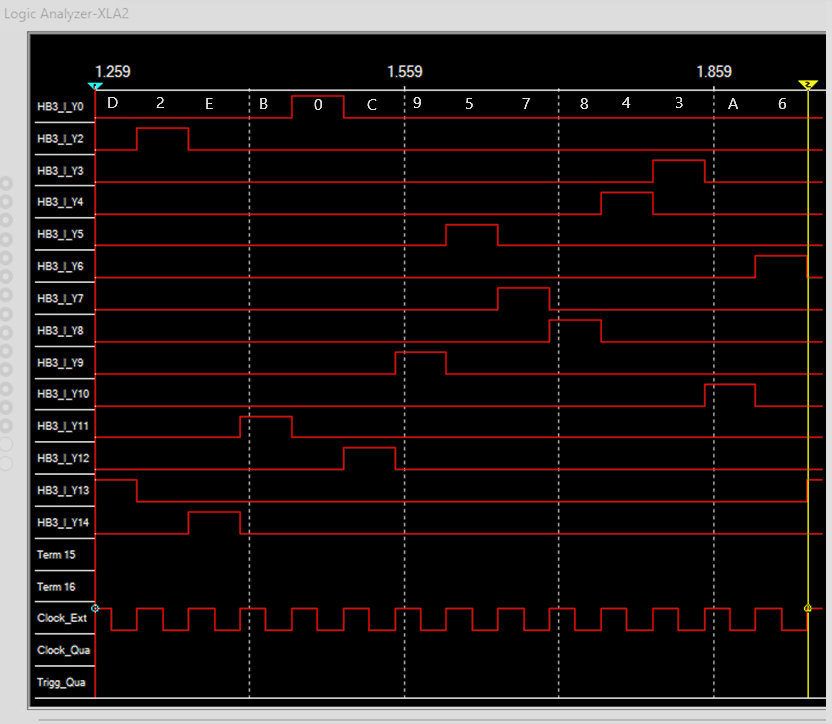 Logic Analyzer-XLA2
1.259 1.559 1.859
HB3_I_Y0 D 2 E B 0 C 9 5 7 8 4 3 A 6
HB3_I_Y2
HB3_I_Y3
HB3_I_Y4
HB3_I_Y5
HB3_I_Y6
HB3_I_Y7
HB3_I_Y8
HB3_I_Y9
HB3_I_Y10
HB3_I_Y11
HB3_I_Y12
HB3_I_Y13
HB3_I_Y14
Term 15
Term 16
Clock_Ext
Clock_Qua
Trigg_Qua